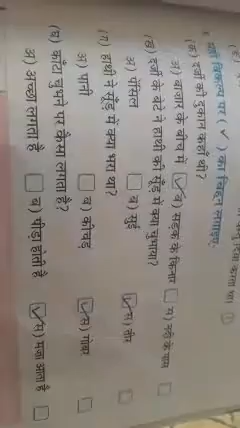 सही विकल्प पर (✓) का चिह्न लगाइए-
(क) दर्जी की दुकान कहाँ थी?
अ) बाजार के बीच में ब) सड़क के किनारे स) नदी के पास
(ख) दर्जी के बेटे ने हाथी की सूँड़ में क्या चुभाया?
अ) पेंसिल ब) सुई स) तीर
(ग) हाथी ने सूँड़ में क्या भरा था?
अ) पानी ब) कीचड़ स) गोबर
(घ) काँटा चुभने पर कैसा लगता है?
अ) अच्छा लगता है ब) पीड़ा होती है स) मजा आता है